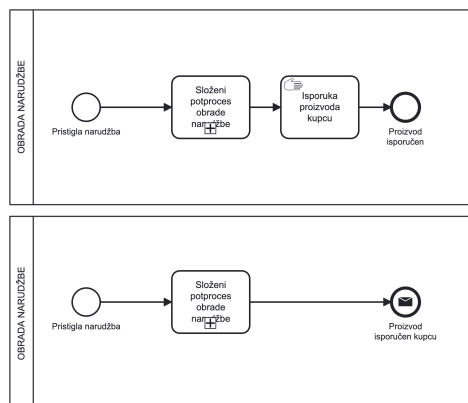 OBRADA NARUDŽBE
Pristigla narudžba
Složeni
potproces
obrade
narudžbe
Isporuka
proizvoda
kupcu
Proizvod
isporučen
OBRADA NARUDŽBE
Pristigla narudžba
Složeni
potproces
obrade
narudžbe
Proizvod
isporučen kupcu